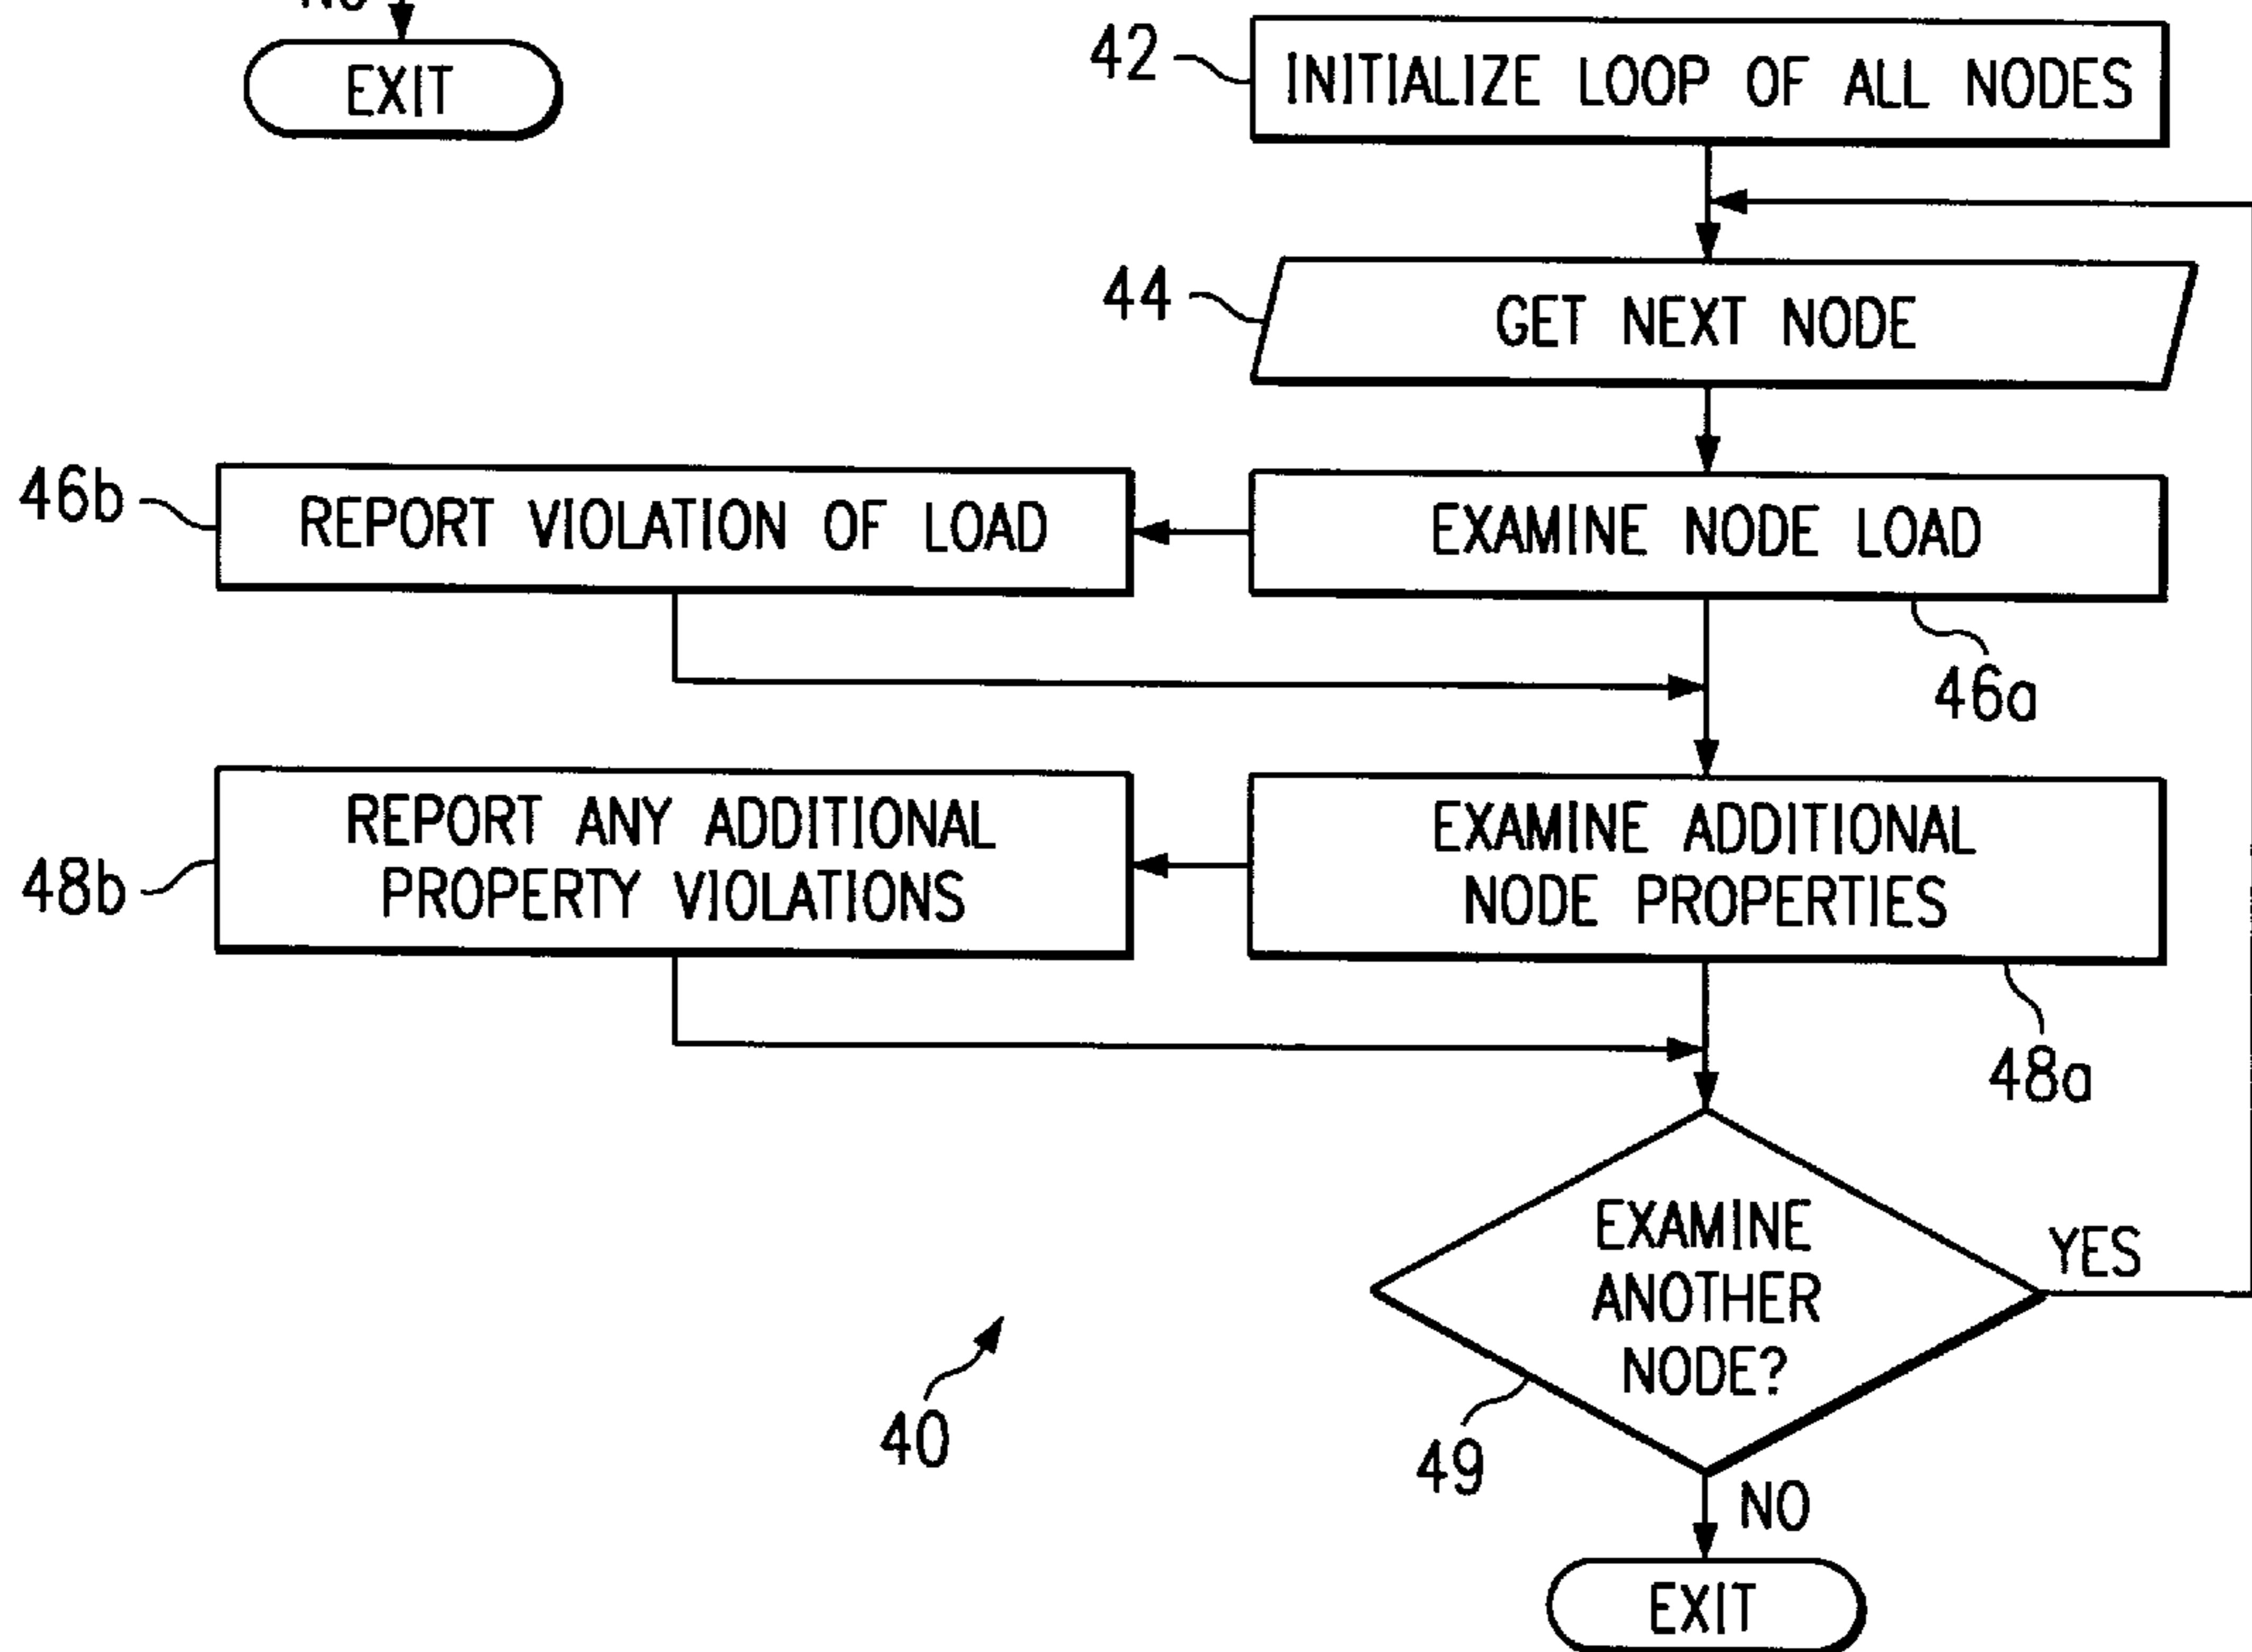 NO
EXIT
42
INITIALIZE LOOP OF ALL NODES
44
GET NEXT NODE
46b
REPORT VIOLATION OF LOAD
EXAMINE NODE LOAD
46a
48b
REPORT ANY ADDITIONAL
PROPERTY VIOLATIONS
EXAMINE ADDITIONAL
NODE PROPERTIES
48a
EXAMINE
ANOTHER
NODE?
YES
40
49
NO
EXIT